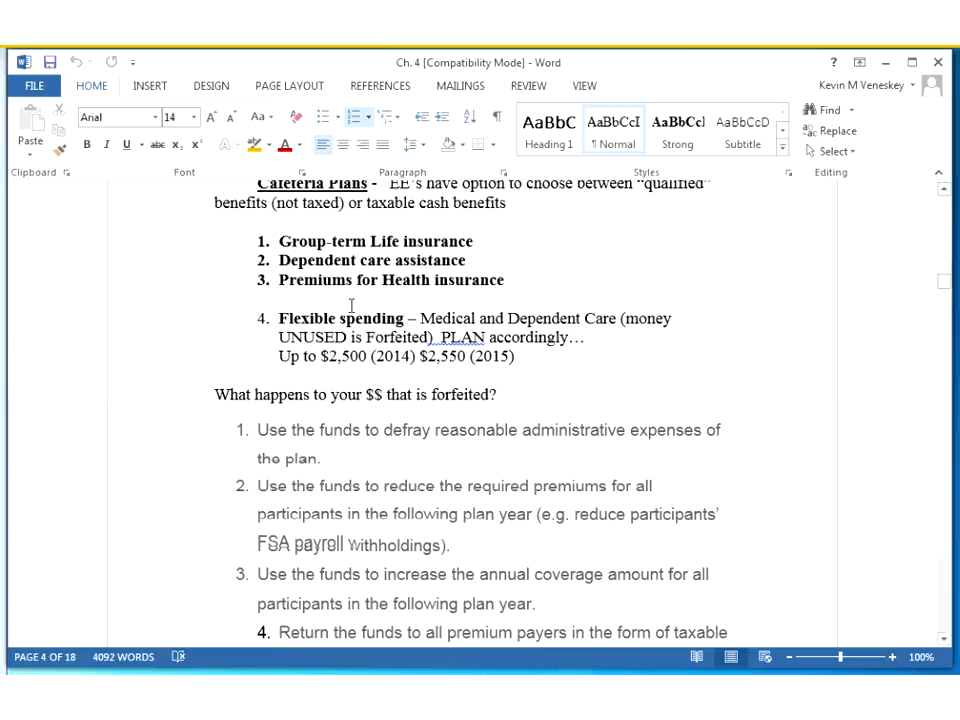 Ch. 4 [Compatibility Mode] - Word
?
FILE HOME INSERT DESIGN PAGE LAYOUT REFERENCES MAILINGS REVIEW VIEW Kevin M Veneskey
Paste
Arial 14
Aa
B I U abc X₂ X²
A
AaBbC AaBbCcI AaBbCcl AaBbCcD
Heading 1 ¶ Normal Strong Subtitle
Find
Replace
Select
Clipboard Font Paragraph Styles Editing
Cafeteria Plans - EE's have option to choose between "qualified"
benefits (not taxed) or taxable cash benefits
1. Group-term Life insurance
2. Dependent care assistance
3. Premiums for Health insurance
4. Flexible spending – Medical and Dependent Care (money
UNUSED is Forfeited) PLAN accordingly…
Up to $2,500 (2014) $2,550 (2015)
What happens to your $$ that is forfeited?
1. Use the funds to defray reasonable administrative expenses of
the plan.
2. Use the funds to reduce the required premiums for all
participants in the following plan year (e.g. reduce participants'
FSA payroll withholdings).
3. Use the funds to increase the annual coverage amount for all
participants in the following plan year.
4. Return the funds to all premium payers in the form of taxable
PAGE 4 OF 18 4092 WORDS 100%